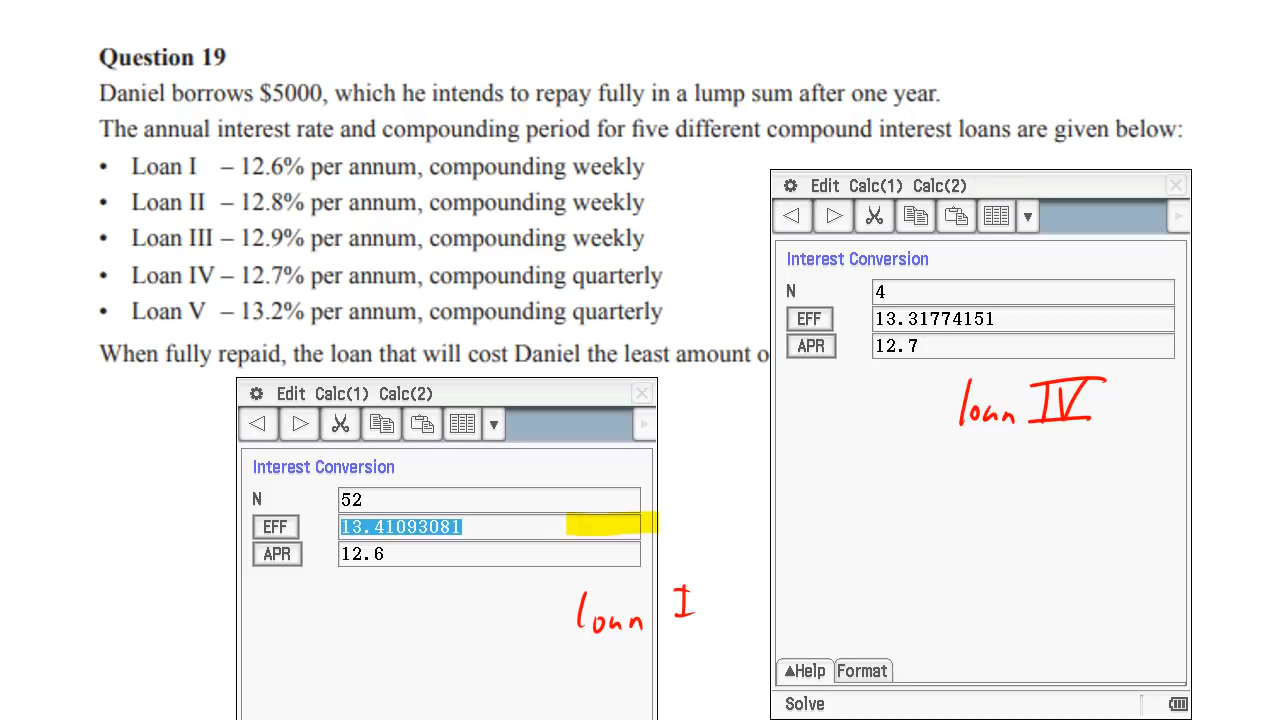 Question 19
Daniel borrows $5000, which he intends to repay fully in a lump sum after one year.
The annual interest rate and compounding period for five different compound interest loans are given below:
• Loan I – 12.6% per annum, compounding weekly
• Loan II – 12.8% per annum, compounding weekly
• Loan III – 12.9% per annum, compounding weekly
• Loan IV – 12.7% per annum, compounding quarterly
• Loan V – 13.2% per annum, compounding quarterly
When fully repaid, the loan that will cost Daniel the least amount o
Edit Calc(1) Calc(2)
Interest Conversion
N 52
EFF 13.41093081
APR 12.6
loan I
Edit Calc(1) Calc(2)
Interest Conversion
N 4
EFF 13.31774151
APR 12.7
loan IV
▲Help Format
Solve